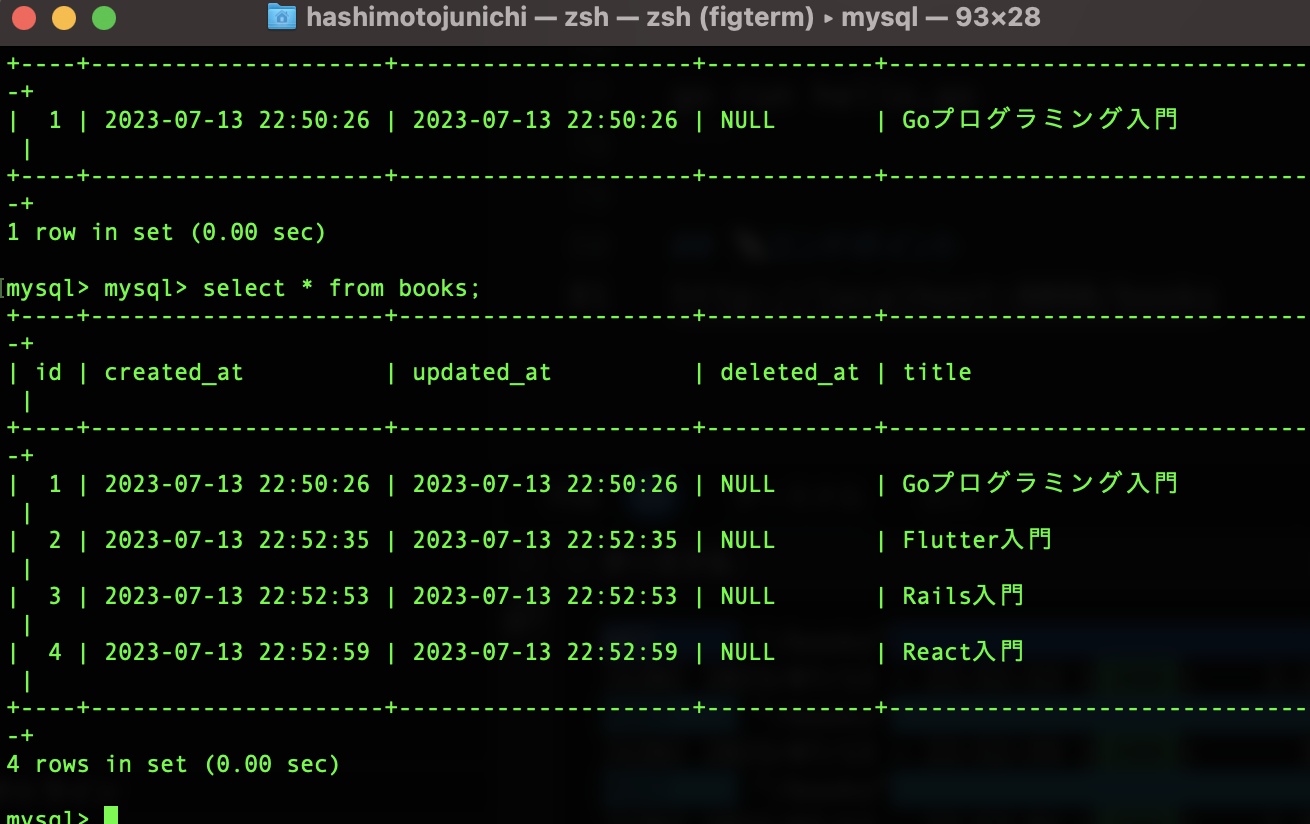 hashimotojunichi — zsh — zsh (figterm) ▸ mysql — 93×28
+----+---------------------+---------------------+------------+------------------------------
-+
|  1 | 2023-07-13 22:50:26 | 2023-07-13 22:50:26 | NULL       | Goプログラミング入門
 |
+----+---------------------+---------------------+------------+------------------------------
-+
1 row in set (0.00 sec)
[mysql> mysql> select * from books;
+----+---------------------+---------------------+------------+------------------------------
-+
| id | created_at          | updated_at          | deleted_at | title
 |
+----+---------------------+---------------------+------------+------------------------------
-+
|  1 | 2023-07-13 22:50:26 | 2023-07-13 22:50:26 | NULL       | Goプログラミング入門
 |
|  2 | 2023-07-13 22:52:35 | 2023-07-13 22:52:35 | NULL       | Flutter入門
 |
|  3 | 2023-07-13 22:52:53 | 2023-07-13 22:52:53 | NULL       | Rails入門
 |
|  4 | 2023-07-13 22:52:59 | 2023-07-13 22:52:59 | NULL       | React入門
 |
+----+---------------------+---------------------+------------+------------------------------
-+
4 rows in set (0.00 sec)
mysql>